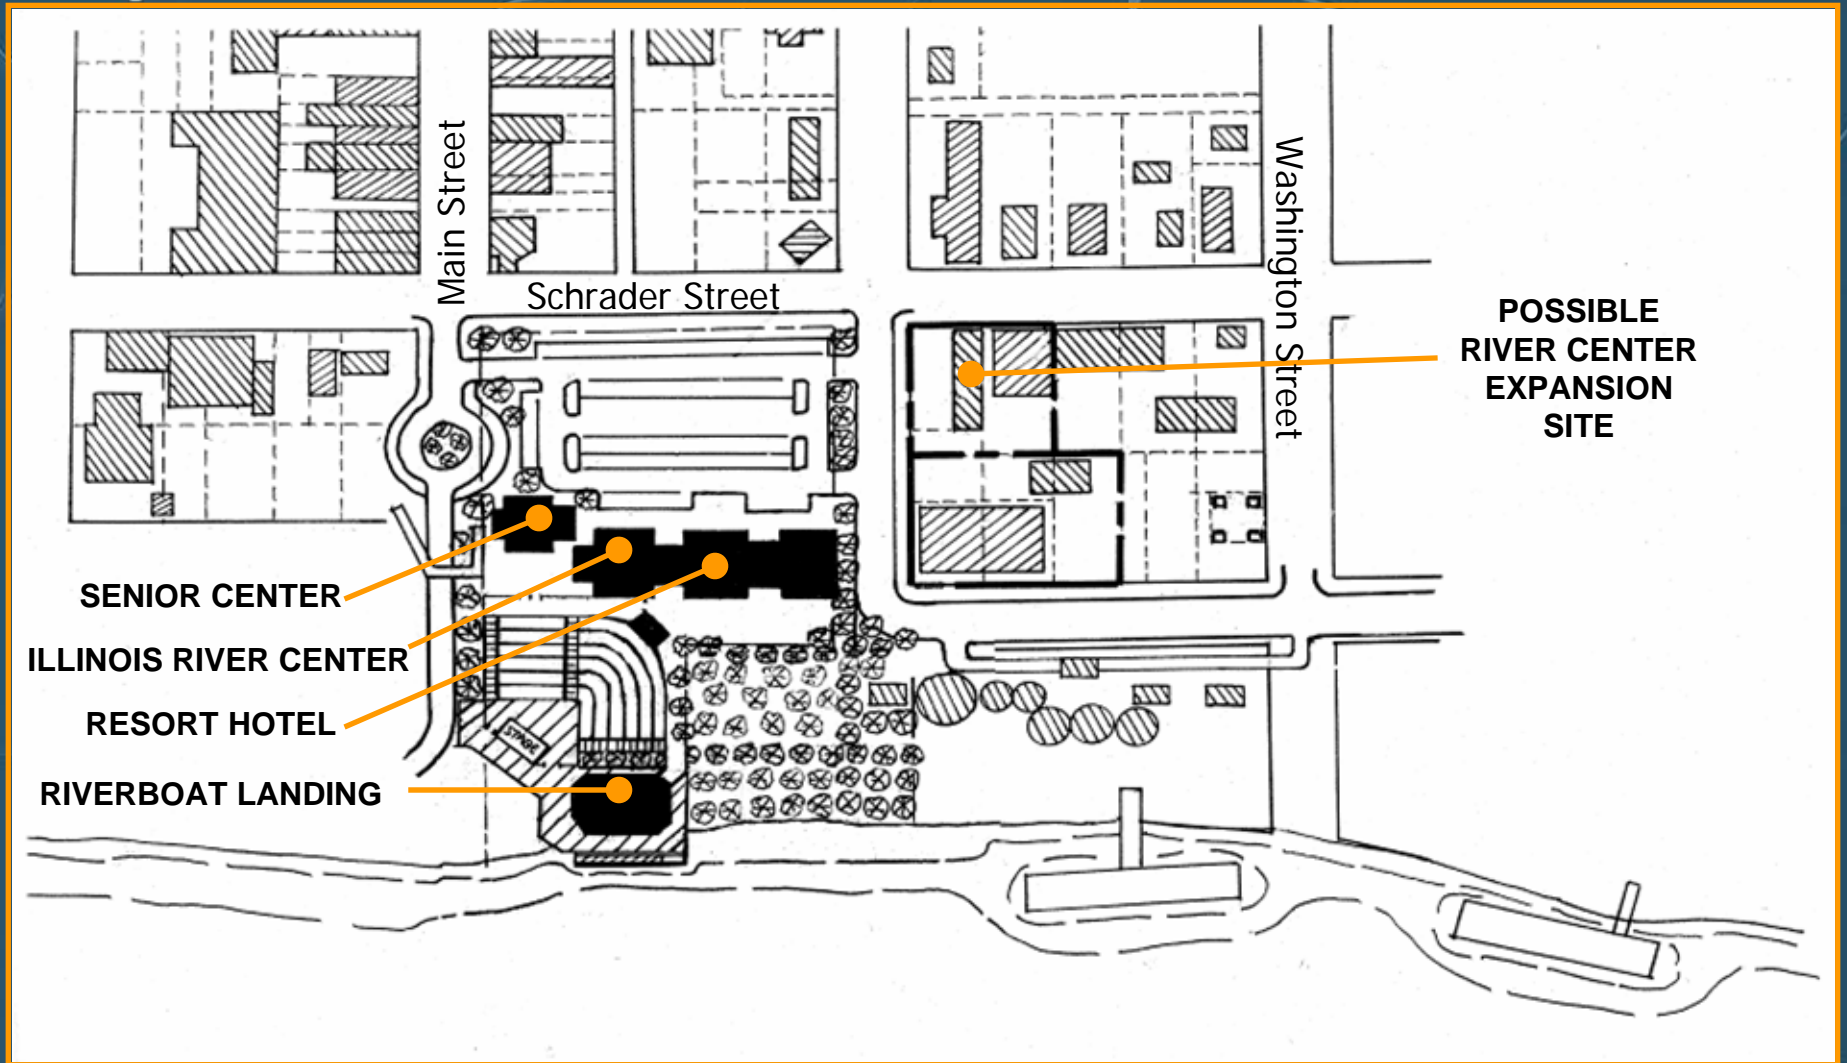 Main Street
Schrader Street
Washington Street
POSSIBLE
RIVER CENTER
EXPANSION
SITE
SENIOR CENTER
ILLINOIS RIVER CENTER
RESORT HOTEL
STAGE
RIVERBOAT LANDING